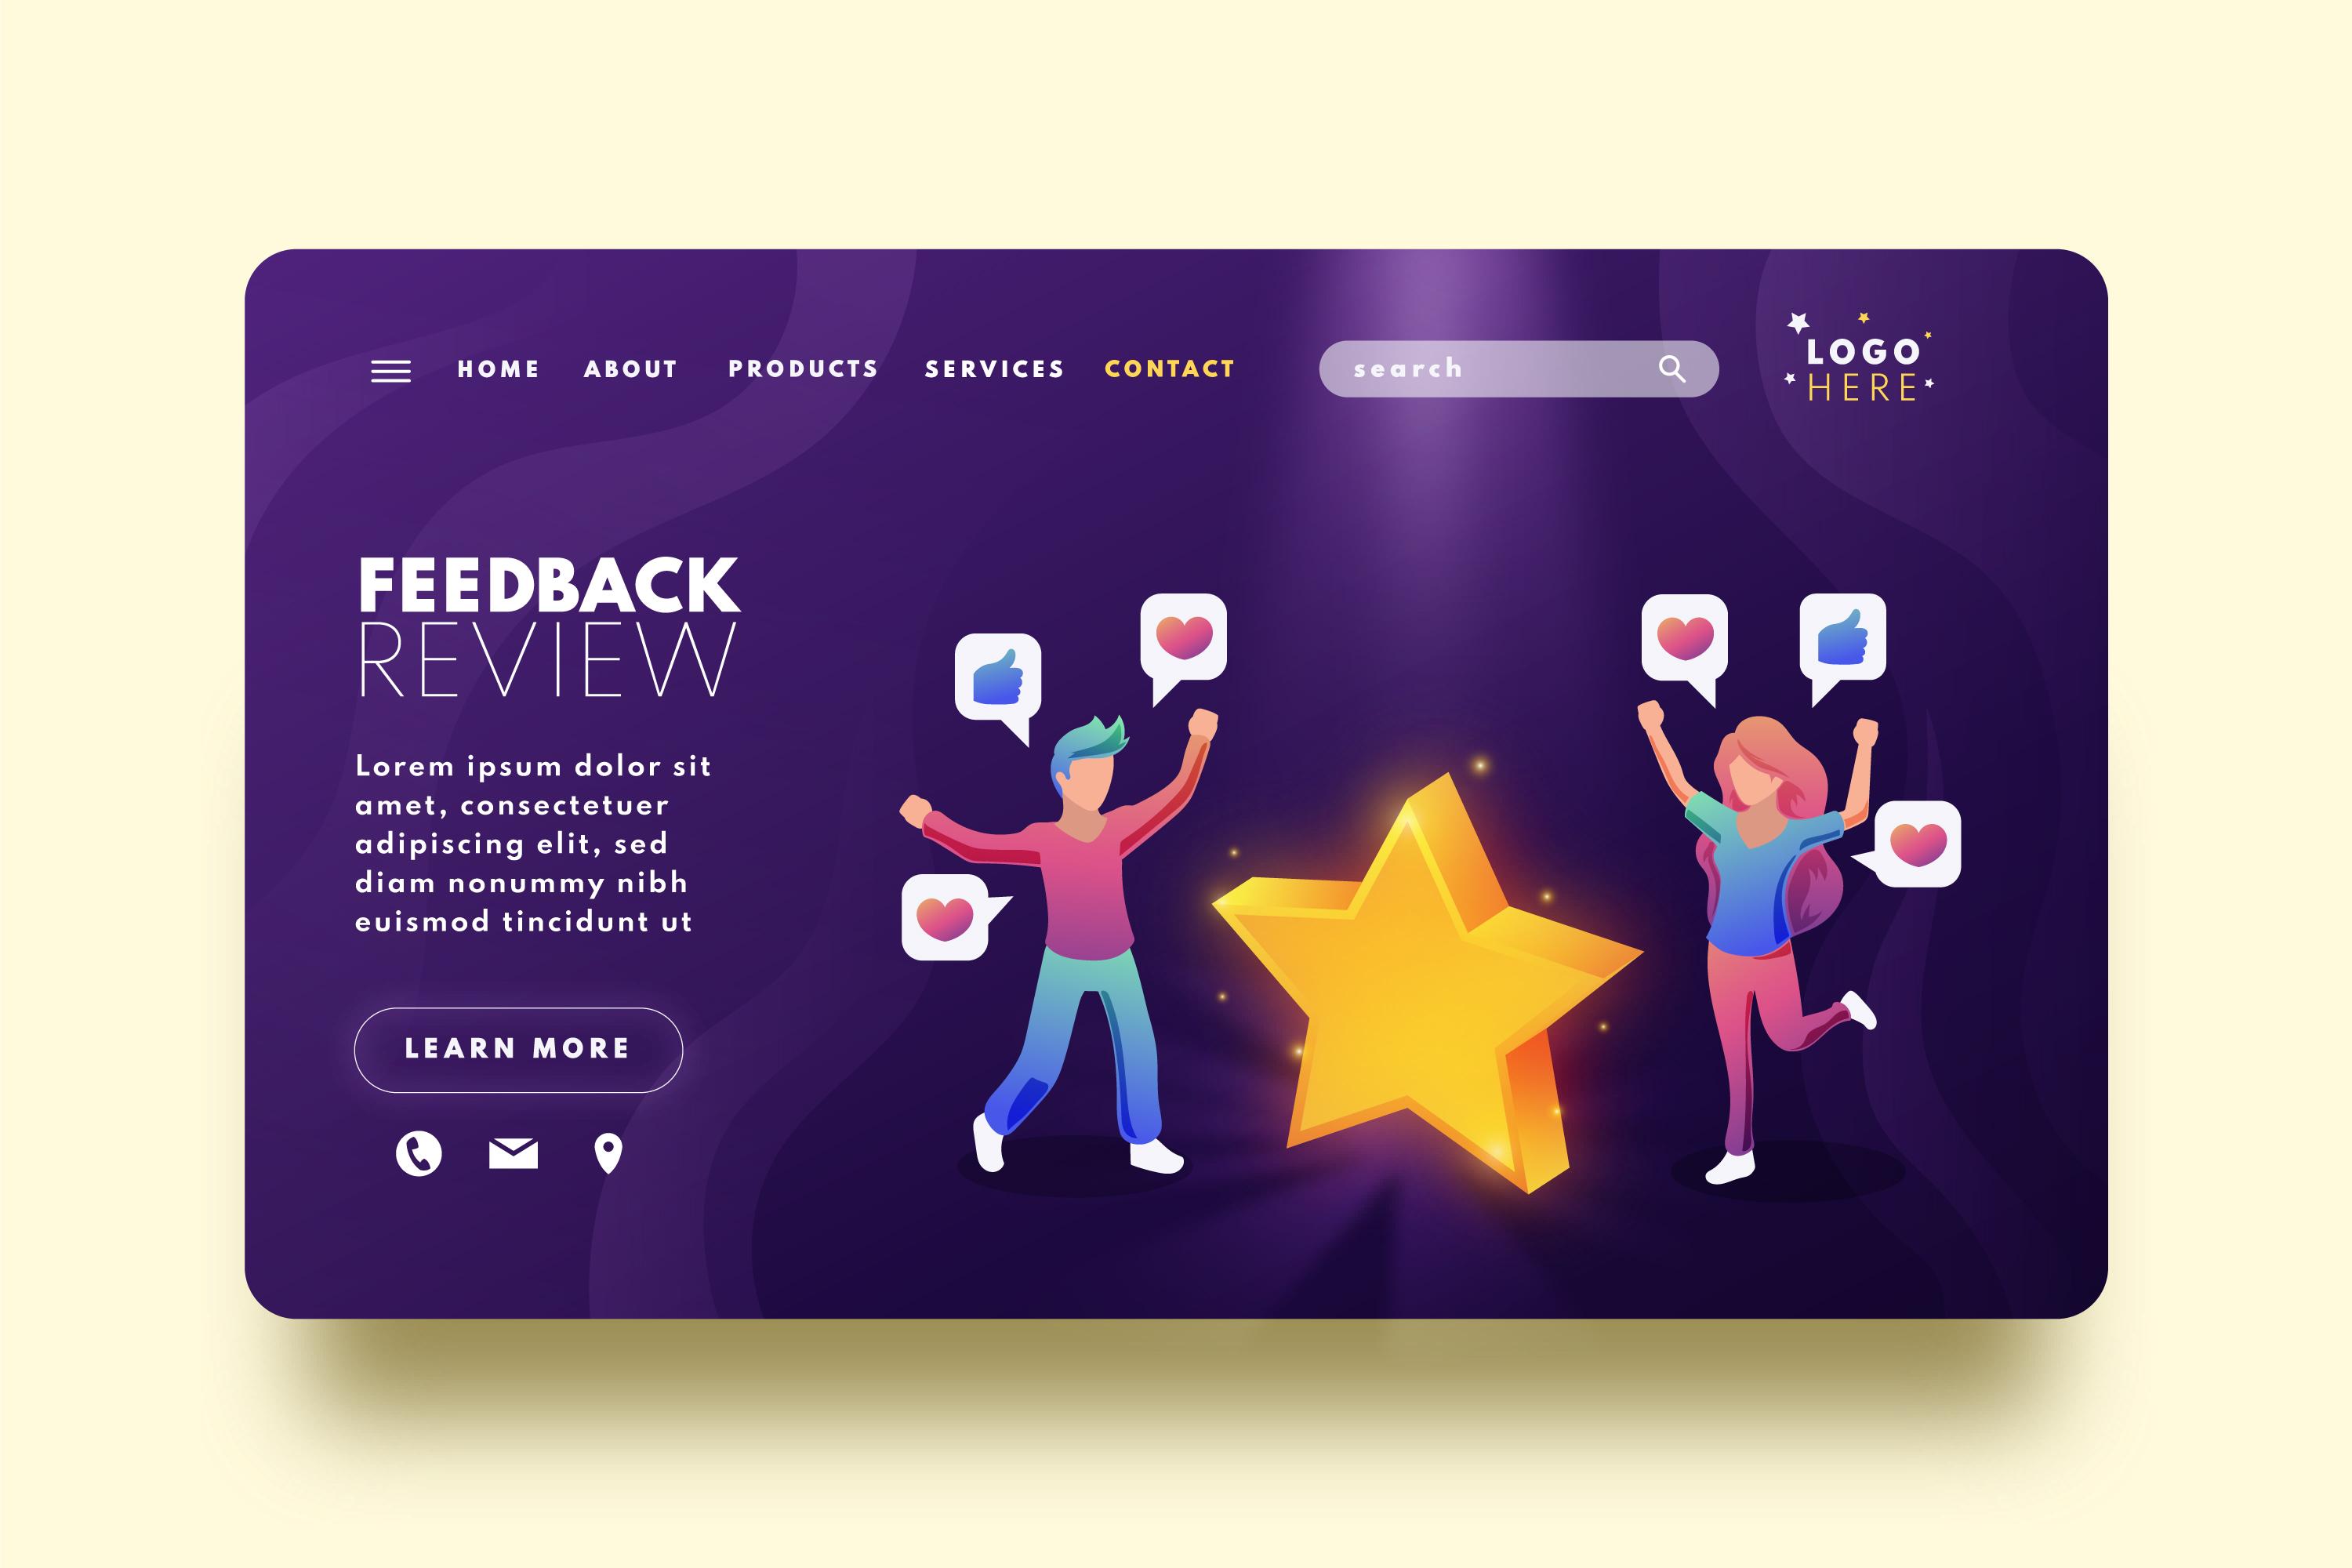 HOME ABOUT PRODUCTS SERVICES CONTACT
search
LOGO
HERE
FEEDBACK
REVIEW
Lorem ipsum dolor sit
amet, consectetuer
adipiscing elit, sed
diam nonummy nibh
euismod tincidunt ut
LEARN MORE